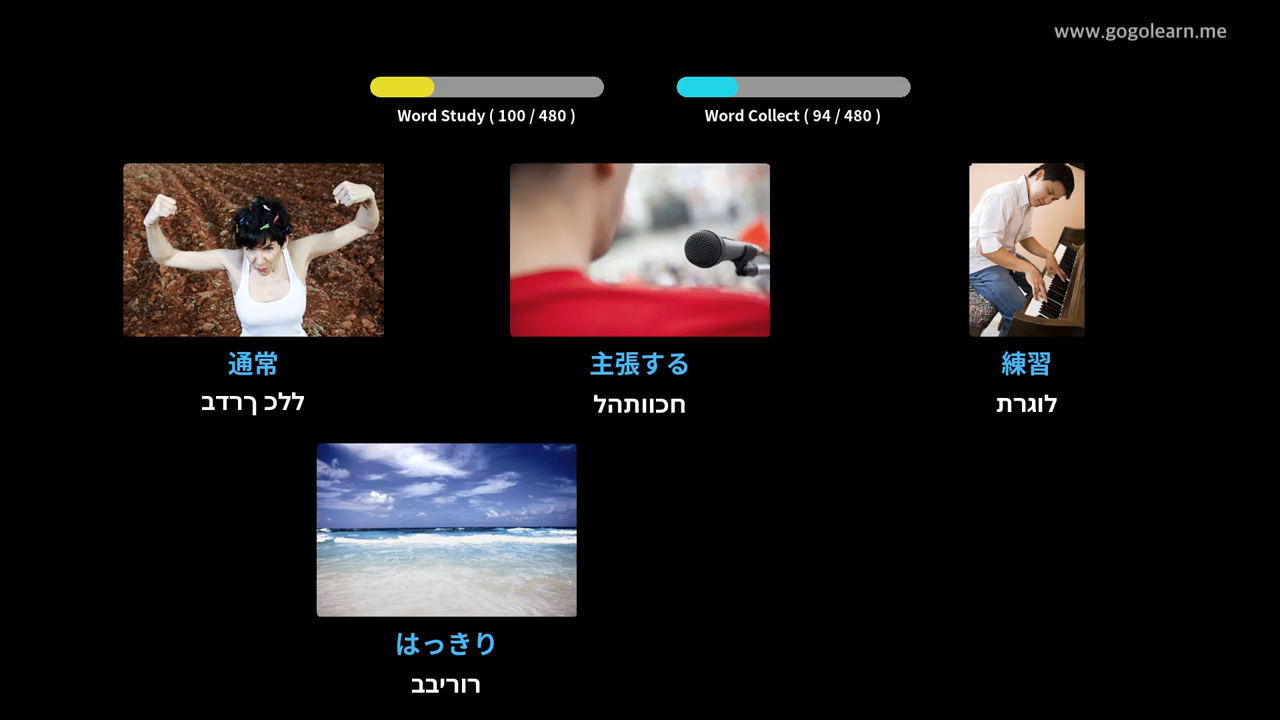 www.gogolearn.me
Word Study ( 100 / 480 )
Word Collect ( 94 / 480 )
通常
ללכ ךרדב
主張する
חכוותהל
練習
לוגרת
はっきり
רוריבב